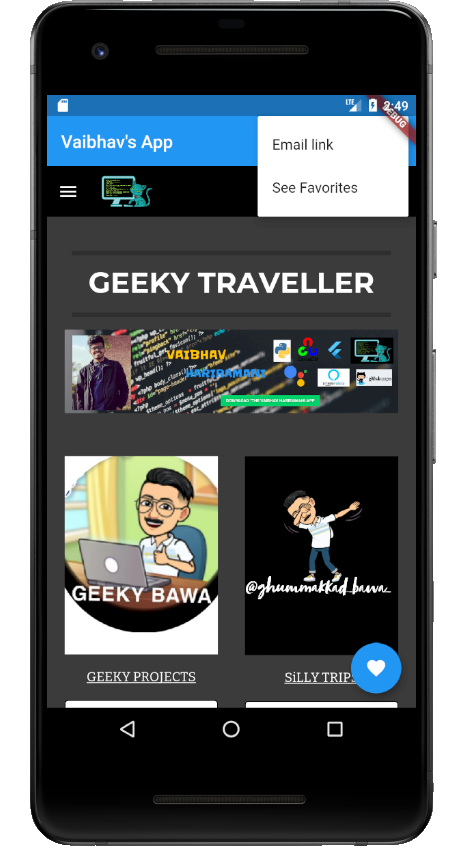 LTE
2:49
DEBUG
Vaibhav's App
Email link
See Favorites
GEEKY TRAVELLER
VAIBHAV
HARIRAMANI
DOWNLOAD THE VAIBHAV HARIRAMANI APP
GEEKY BAWA
@ghummakkad_bawa_
GEEKY PROJECTS
SiLLY TRIPS